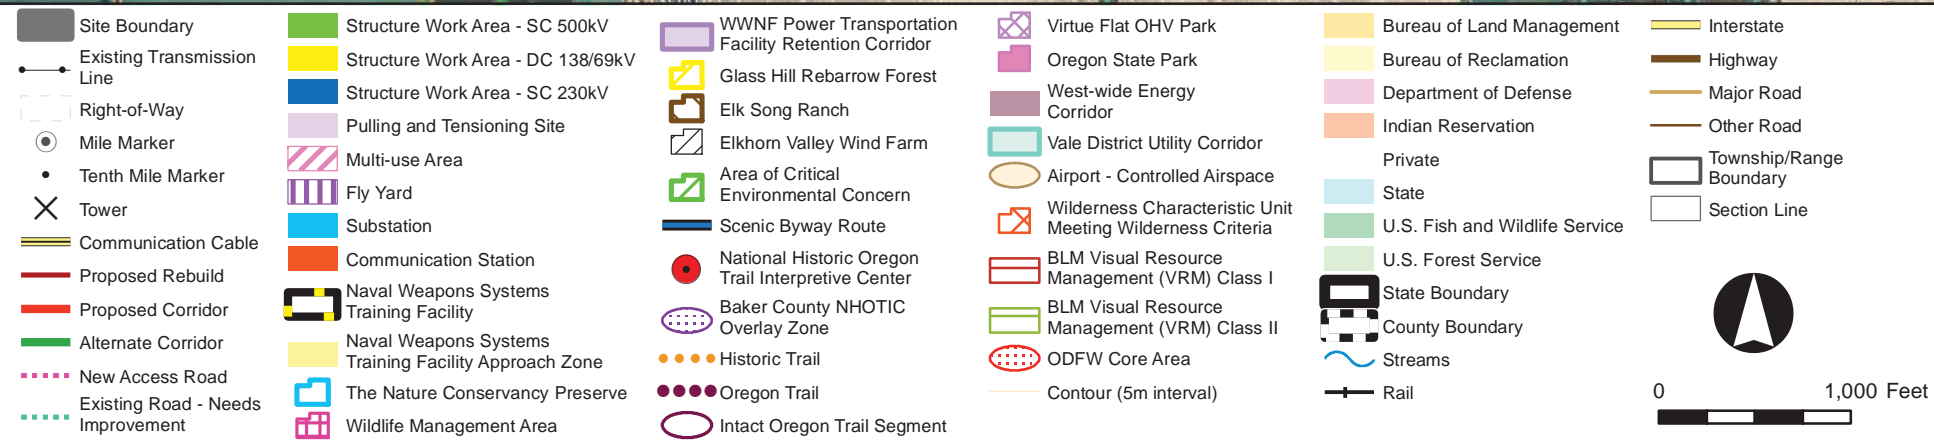 Site Boundary
Existing Transmission
Line
Right-of-Way
Mile Marker
Tenth Mile Marker
Tower
Communication Cable
Proposed Rebuild
Proposed Corridor
Alternate Corridor
New Access Road
Existing Road - Needs
Improvement
Structure Work Area - SC 500kV
Structure Work Area - DC 138/69kV
Structure Work Area - SC 230kV
Pulling and Tensioning Site
Multi-use Area
Fly Yard
Substation
Communication Station
Naval Weapons Systems
Training Facility
Naval Weapons Systems
Training Facility Approach Zone
The Nature Conservancy Preserve
Wildlife Management Area
WWNF Power Transportation
Facility Retention Corridor
Glass Hill Rebarrow Forest
Elk Song Ranch
Elkhorn Valley Wind Farm
Area of Critical
Environmental Concern
Scenic Byway Route
National Historic Oregon
Trail Interpretive Center
Baker County NHOTIC
Overlay Zone
Historic Trail
Oregon Trail
Intact Oregon Trail Segment
Virtue Flat OHV Park
Oregon State Park
West-wide Energy
Corridor
Vale District Utility Corridor
Airport - Controlled Airspace
Wilderness Characteristic Unit
Meeting Wilderness Criteria
BLM Visual Resource
Management (VRM) Class I
BLM Visual Resource
Management (VRM) Class II
ODFW Core Area
Contour (5m interval)
Bureau of Land Management
Bureau of Reclamation
Department of Defense
Indian Reservation
Private
State
U.S. Fish and Wildlife Service
U.S. Forest Service
State Boundary
County Boundary
Streams
Rail
Interstate
Highway
Major Road
Other Road
Township/Range
Boundary
Section Line
0 1,000 Feet